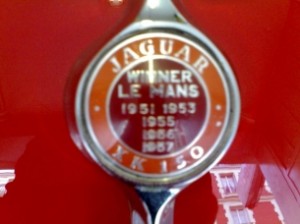 JAGUAR
WINNER
LE MANS
1951 1953
1955
1956
1957
XK 150